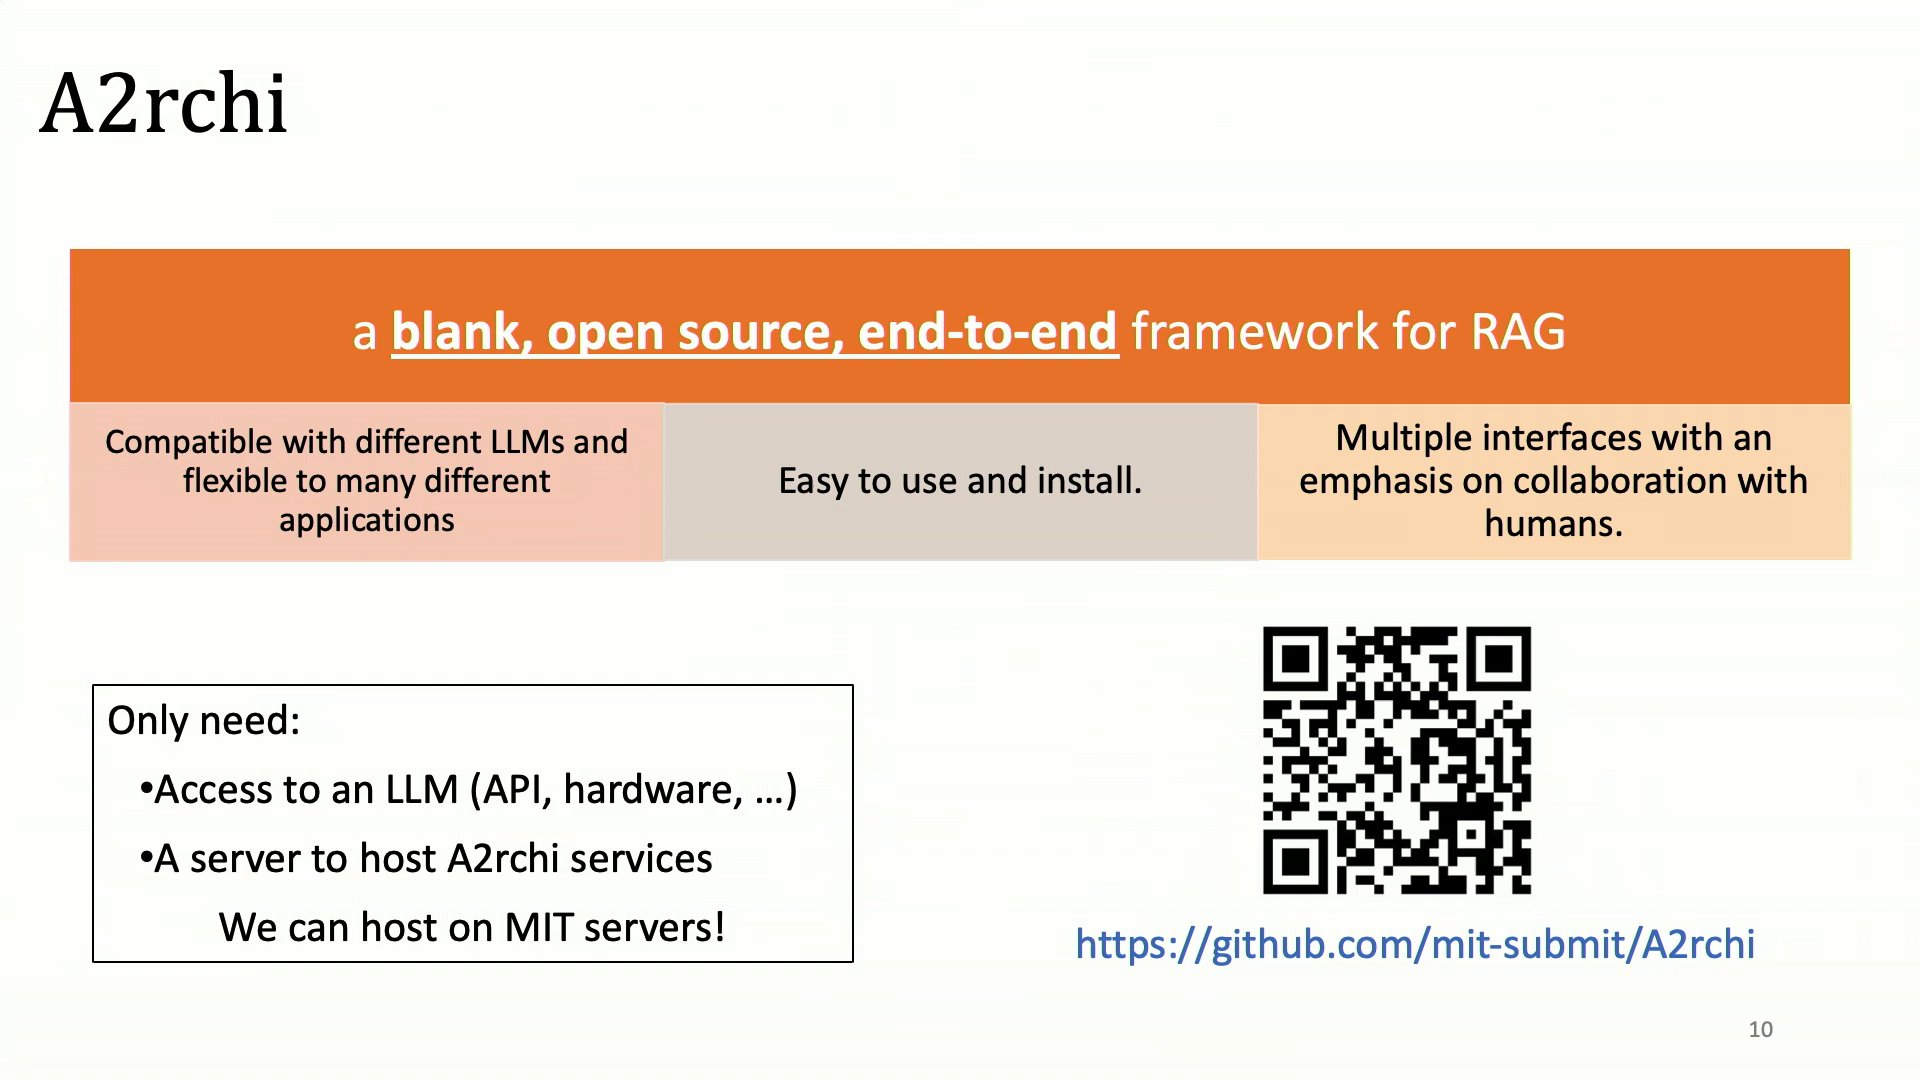 A2rchi
a blank, open source, end-to-end framework for RAG
Compatible with different LLMs and
flexible to many different
applications
Easy to use and install.
Multiple interfaces with an
emphasis on collaboration with
humans.
Only need:
•Access to an LLM (API, hardware, …)
•A server to host A2rchi services
We can host on MIT servers!
https://github.com/mit-submit/A2rchi
10